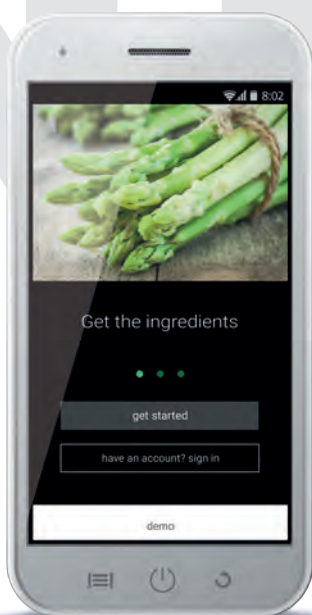 8:02
Get the ingredients
get started
have an account? sign in
demo